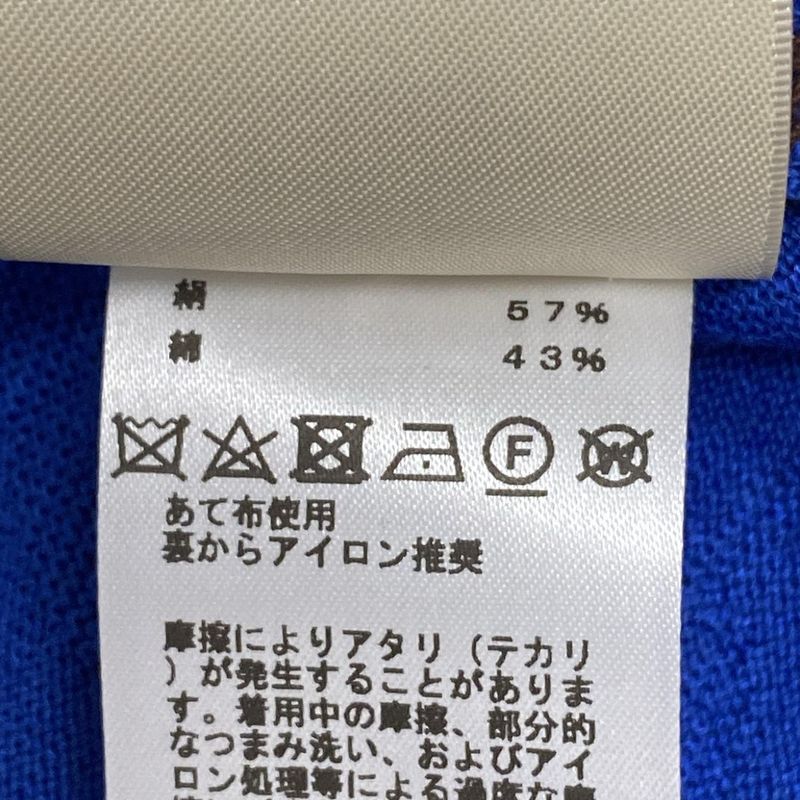 絹 57%
綿 43%
F W
あて布使用
裏からアイロン推奨
摩擦によりアタリ(テカリ
)が発生することがありま
す。着用中の摩擦、部分的
なつまみ洗い、およびアイ
ロン処理等による過度な摩